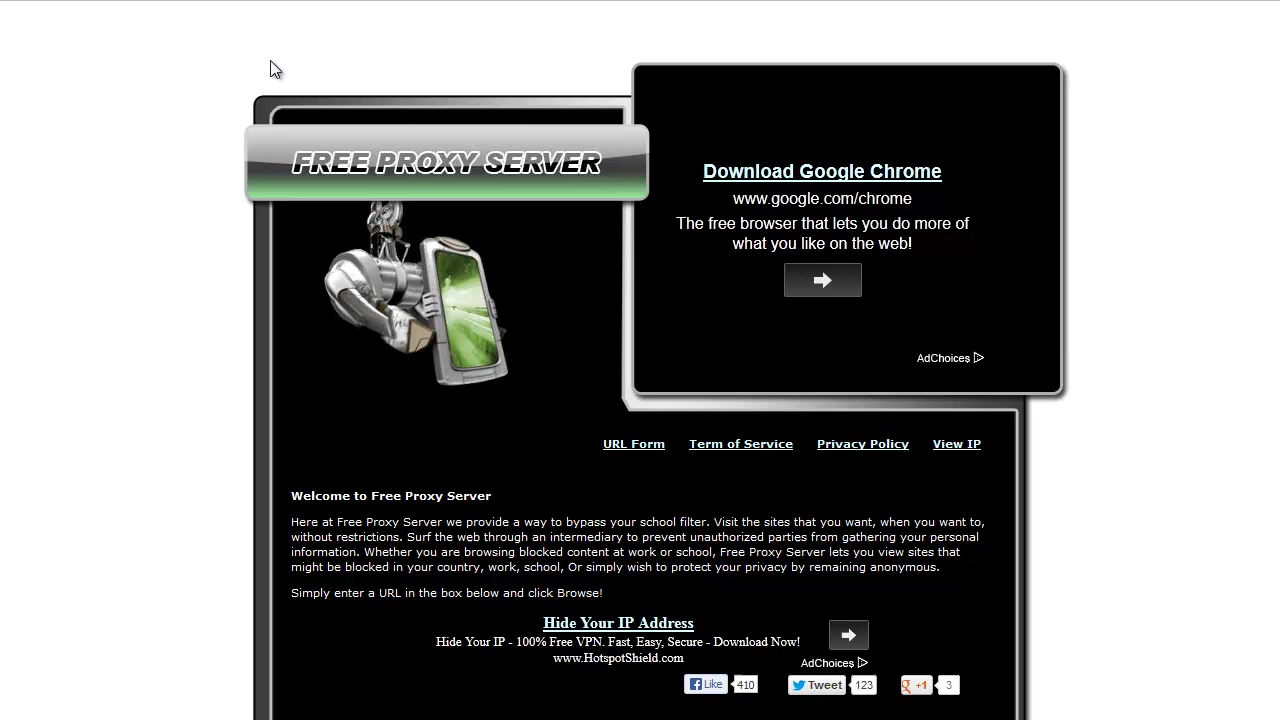 FREE PROXY SERVER
Download Google Chrome
www.google.com/chrome
The free browser that lets you do more of
what you like on the web!
AdChoices
URL Form Term of Service Privacy Policy View IP
Welcome to Free Proxy Server
Here at Free Proxy Server we provide a way to bypass your school filter. Visit the sites that you want, when you want to,
without restrictions. Surf the web through an intermediary to prevent unauthorized parties from gathering your personal
information. Whether you are browsing blocked content at work or school, Free Proxy Server lets you view sites that
might be blocked in your country, work, school, Or simply wish to protect your privacy by remaining anonymous.
Simply enter a URL in the box below and click Browse!
Hide Your IP Address
Hide Your IP - 100% Free VPN. Fast, Easy, Secure - Download Now!
www.HotspotShield.com
AdChoices
Like 410 Tweet 123 +1 3